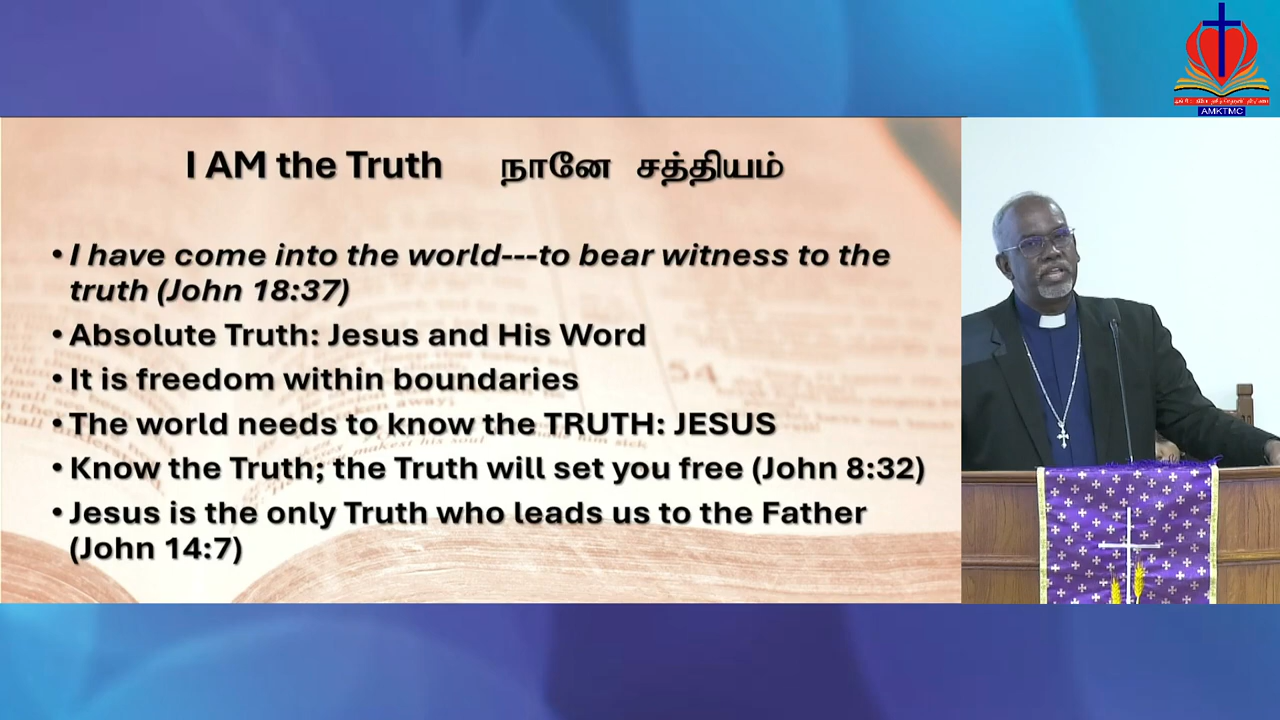 AMKTMC
I AM the Truth நானே சத்தியம்
• I have come into the world---to bear witness to the
truth (John 18:37)
• Absolute Truth: Jesus and His Word
• It is freedom within boundaries
• The world needs to know the TRUTH: JESUS
• Know the Truth; the Truth will set you free (John 8:32)
• Jesus is the only Truth who leads us to the Father
(John 14:7)